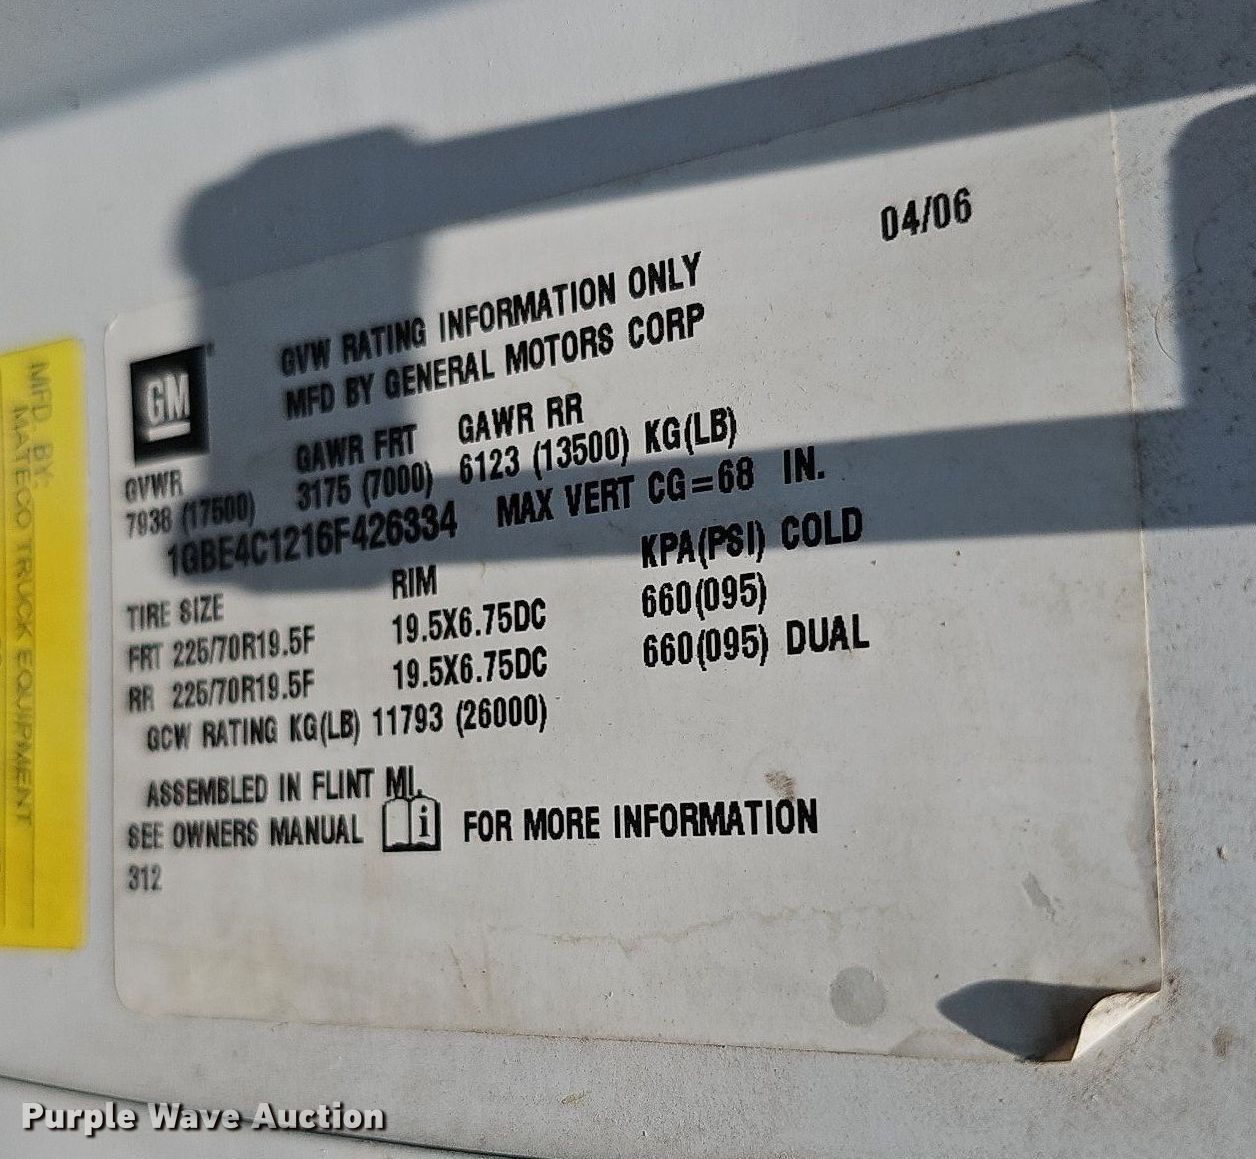 04/06
GM
GVW RATING INFORMATION ONLY
MFD BY GENERAL MOTORS CORP
GVWR GAWR FRT GAWR RR
7938 (17500) 3175 (7000) 6123 (13500) KG(LB)
1GBE4C1216F426334 MAX VERT CG=68 IN.
TIRE SIZE RIM KPA(PSI) COLD
FRT 225/70R19.5F 19.5X6.75DC 660(095)
RR 225/70R19.5F 19.5X6.75DC 660(095) DUAL
GCW RATING KG(LB) 11793 (26000)
ASSEMBLED IN FLINT MI.
SEE OWNERS MANUAL i FOR MORE INFORMATION
312
MFD. BY:
MATECO TRUCK EQUIPMENT
Purple Wave Auction